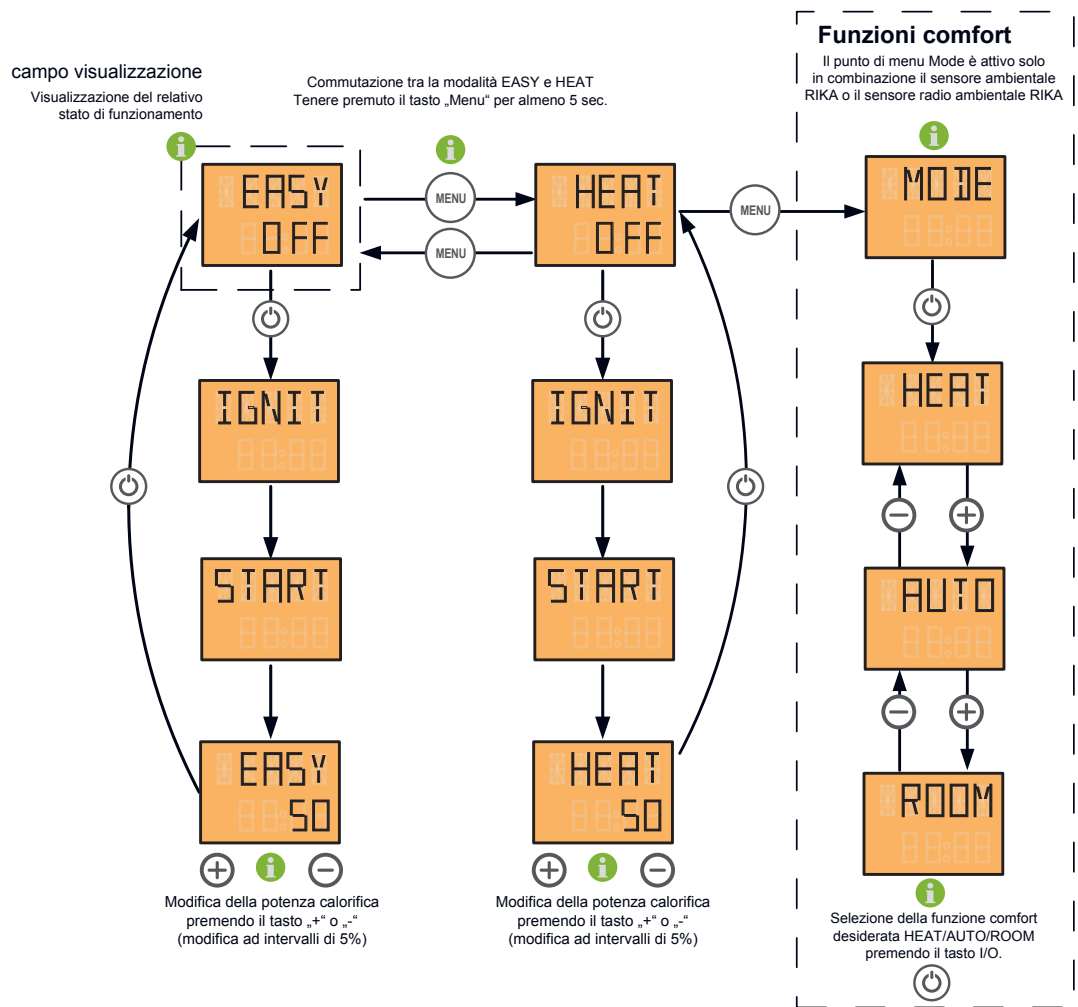 Funzioni comfort
Il punto di menu Mode è attivo solo
in combinazione il sensore ambientale
RIKA o il sensore radio ambientale RIKA
campo visualizzazione
Visualizzazione del relativo
stato di funzionamento
Commutazione tra la modalità EASY e HEAT
Tenere premuto il tasto „Menu“ per almeno 5 sec.
EASY
OFF
MENU
MENU
HEAT
OFF
MENU
MODE
IGNIT
IGNIT
HEAT
START
START
AUTO
EASY
50
HEAT
50
ROOM
Modifica della potenza calorifica
premendo il tasto „+“ o „-“
(modifica ad intervalli di 5%)
Modifica della potenza calorifica
premendo il tasto „+“ o „-“
(modifica ad intervalli di 5%)
Selezione della funzione comfort
desiderata HEAT/AUTO/ROOM
premendo il tasto I/O.